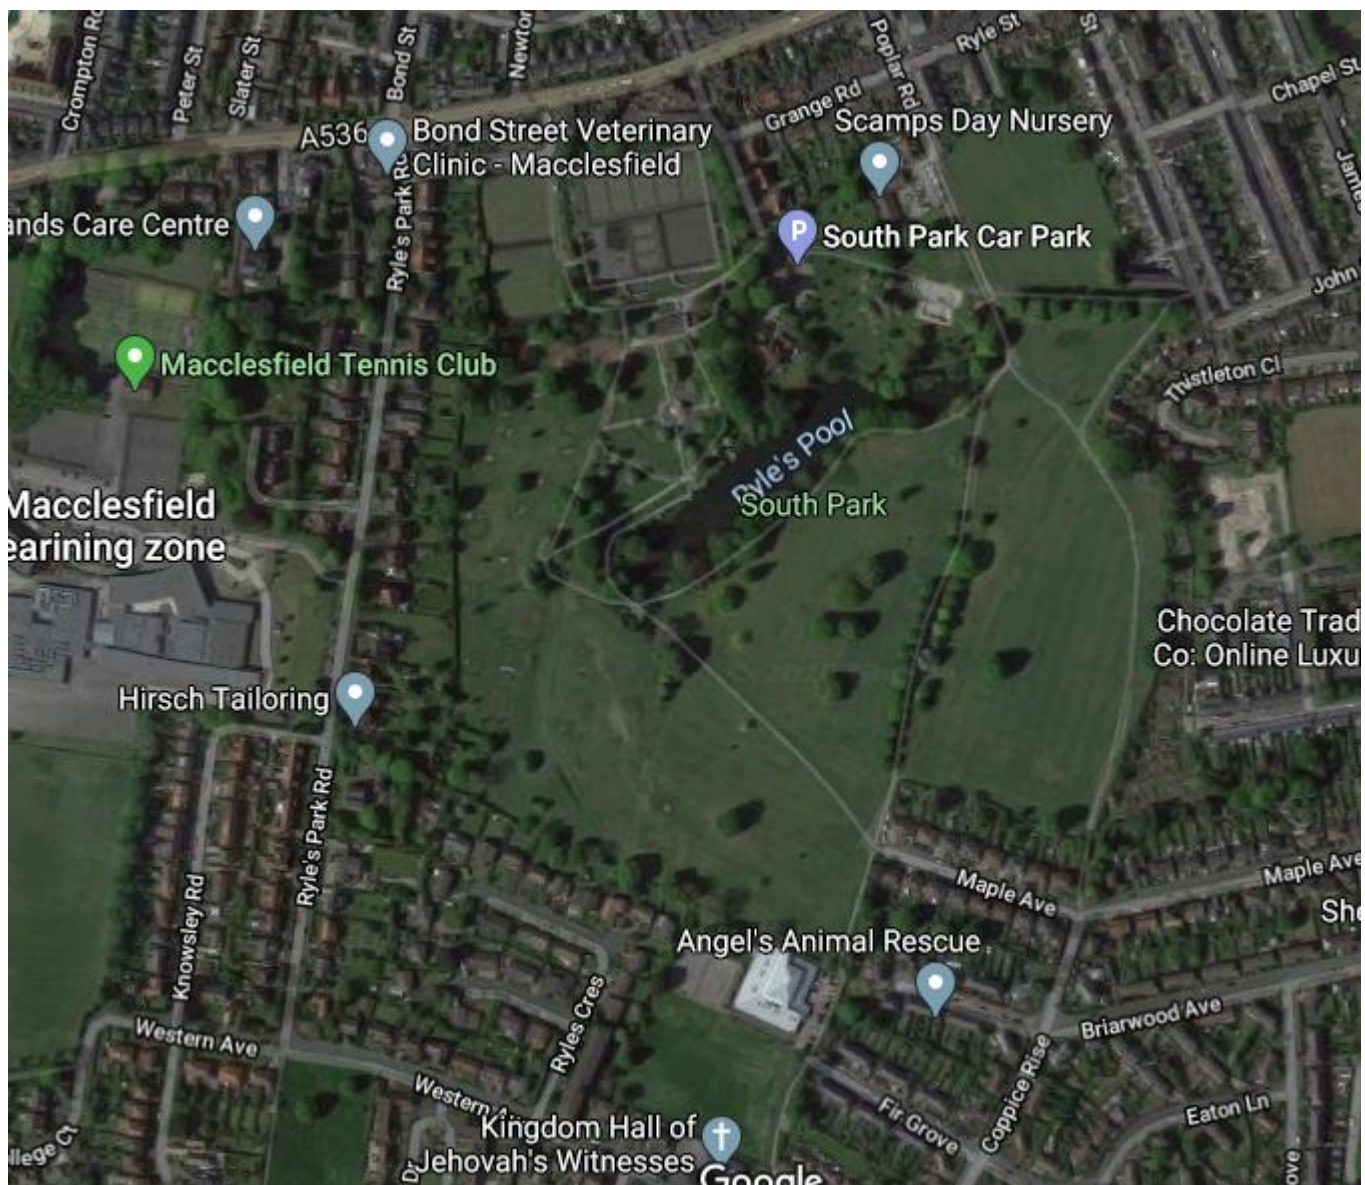 Crompton Rd
Peter St
Slater St
Bond St
Newton
Poplar Rd
Ryle St
St
Chapel St
Grange Rd
A536
Bond Street Veterinary
Clinic - Macclesfield
Scamps Day Nursery
James
ands Care Centre
Ryle's Park Rd
South Park Car Park
John
Macclesfield Tennis Club
Thistleton Cl
Ryle's Pool
South Park
Macclesfield
earining zone
Chocolate Trad
Co: Online Luxu
Hirsch Tailoring
Ryle's Park Rd
Knowsley Rd
Maple Ave
Maple Ave
Sho
Angel's Animal Rescue
Ryles Cres
Briarwood Ave
Western Ave
Coppice Rise
Western A
Fir Grove
Eaton Ln
Kingdom Hall of
Jehovah's Witnesses
llege Ct
Google
ove